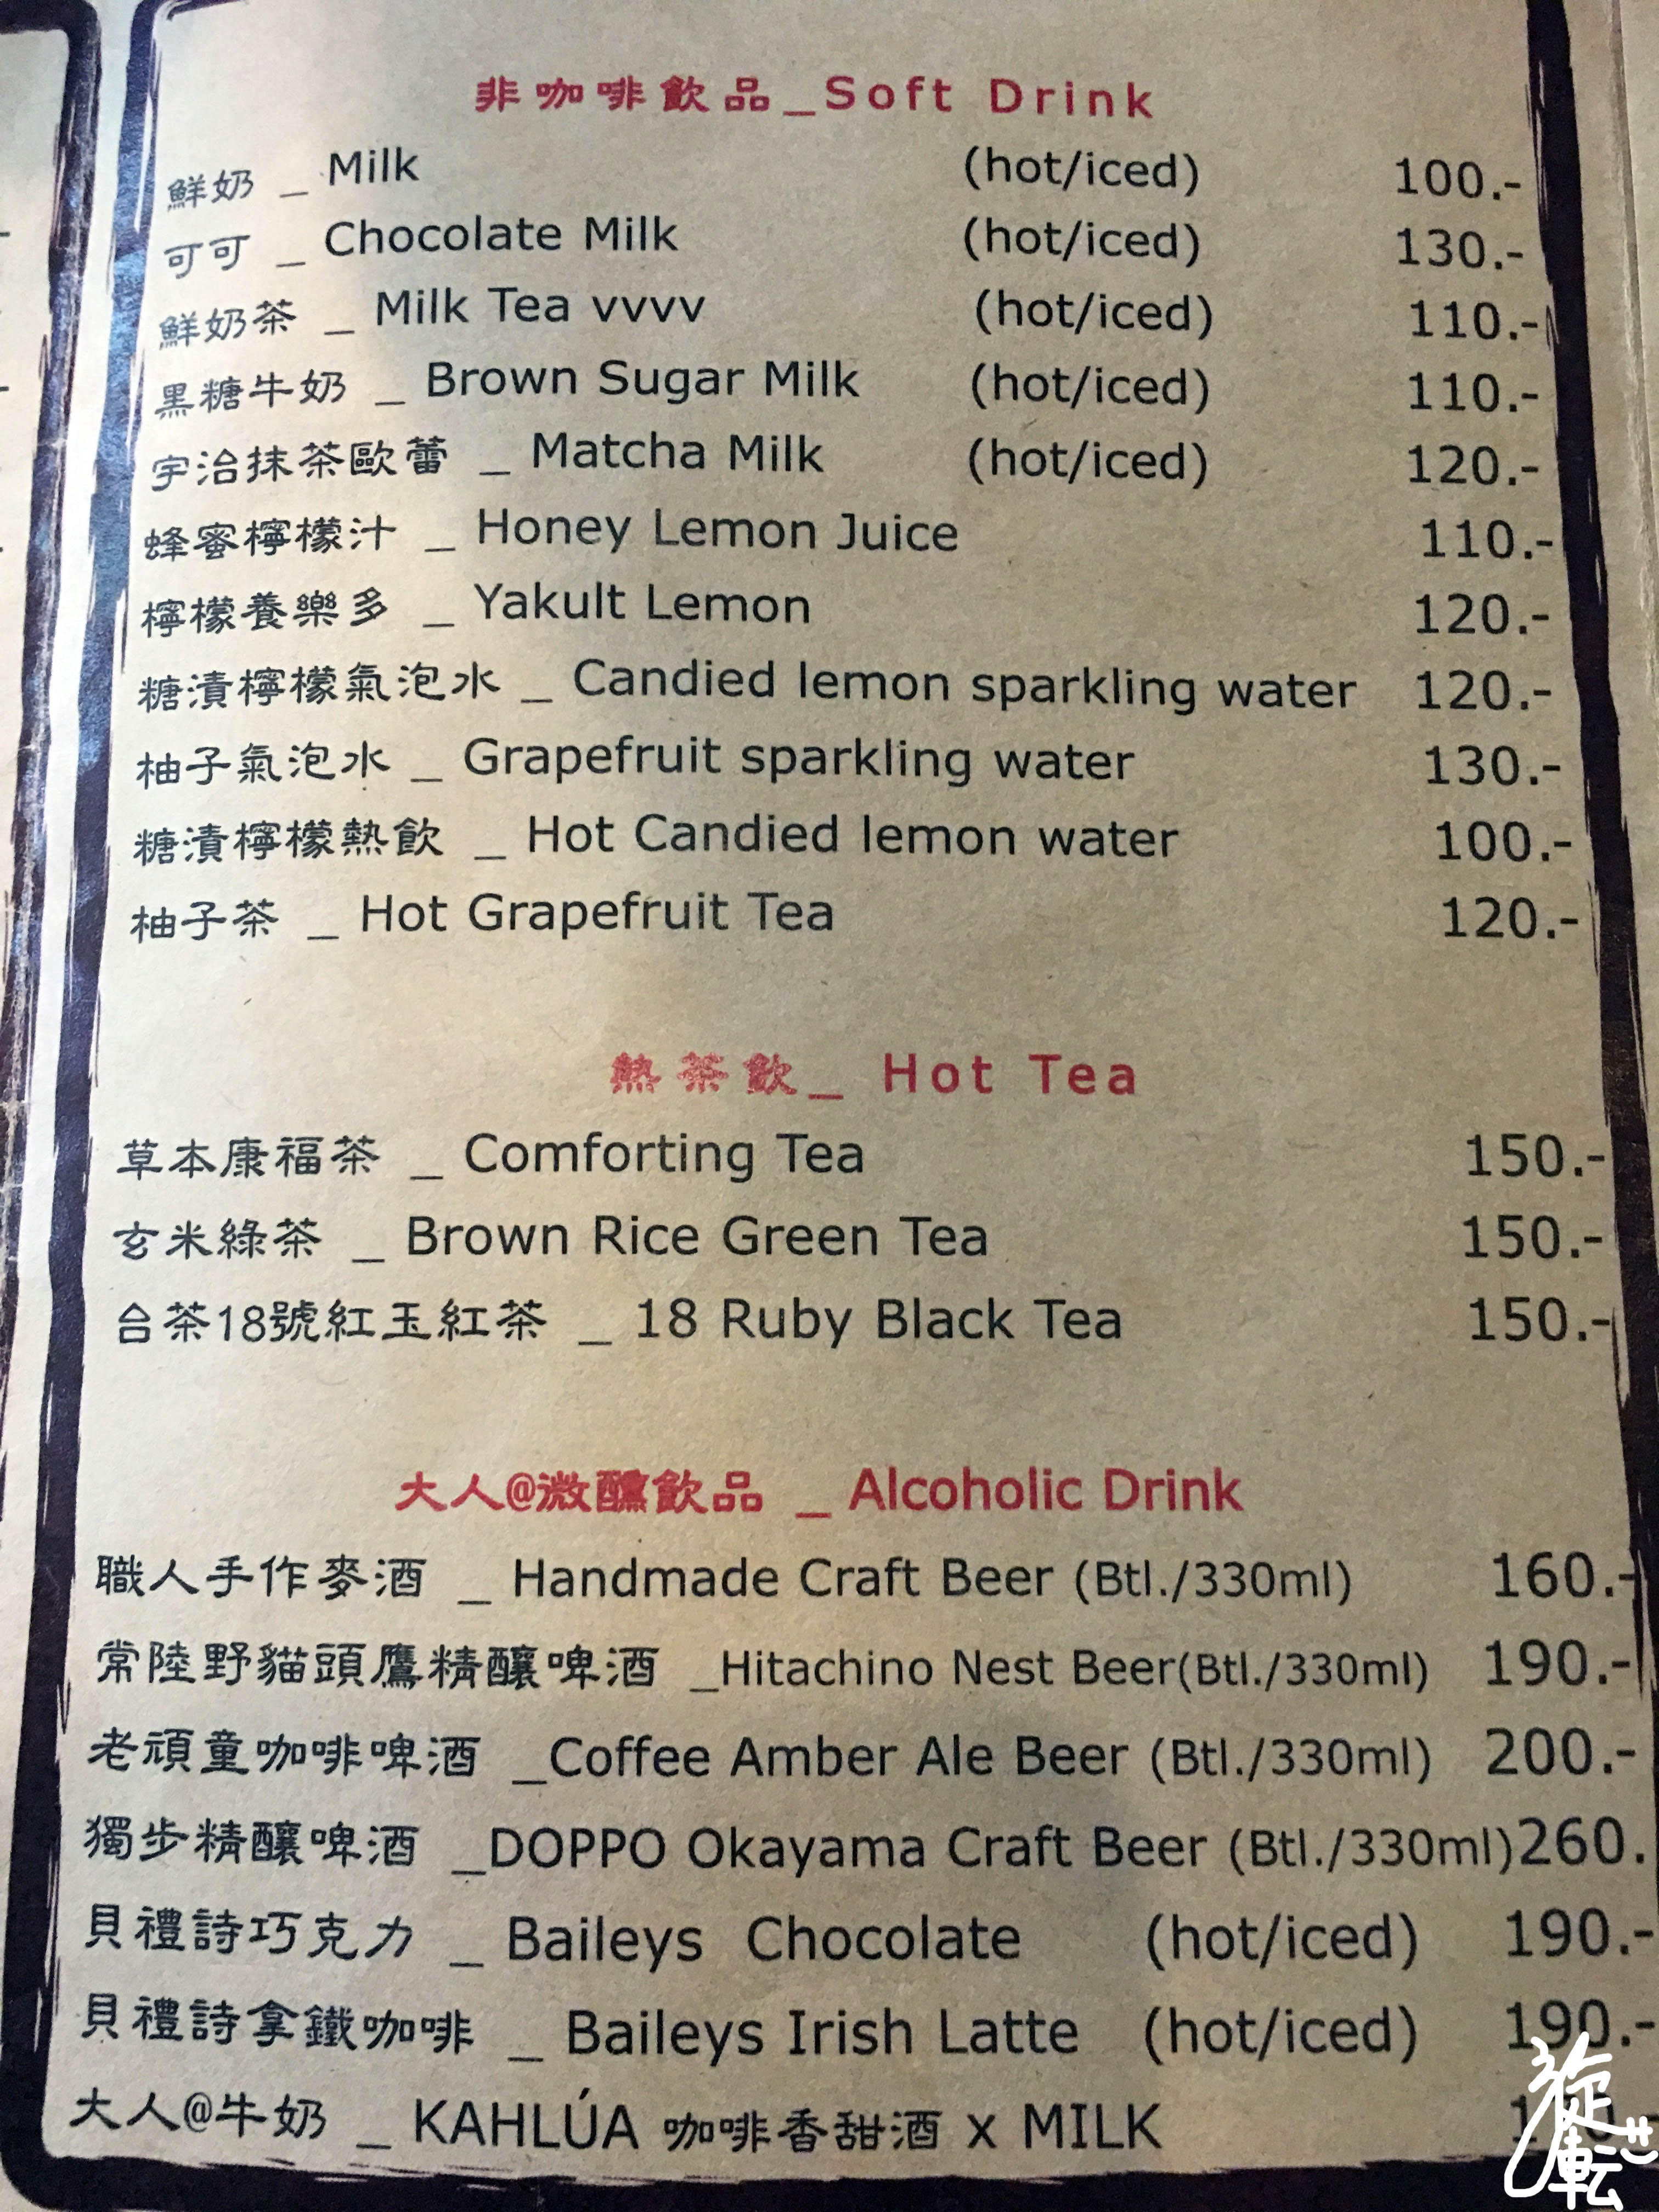 非咖啡飲品_Soft Drink
鮮奶 _ Milk (hot/iced) 100.-
可可 _ Chocolate Milk (hot/iced) 130.-
鮮奶茶 _ Milk Tea vvvv (hot/iced) 110.-
黑糖牛奶 _ Brown Sugar Milk (hot/iced) 110.-
宇治抹茶歐蕾 _ Matcha Milk (hot/iced) 120.-
蜂蜜檸檬汁 _ Honey Lemon Juice 110.-
檸檬養樂多 _ Yakult Lemon 120.-
糖漬檸檬氣泡水 _ Candied lemon sparkling water 120.-
柚子氣泡水 _ Grapefruit sparkling water 130.-
糖漬檸檬熱飲 _ Hot Candied lemon water 100.-
柚子茶 _ Hot Grapefruit Tea 120.-
熱茶飲_ Hot Tea
草本康福茶 _ Comforting Tea 150.-
玄米綠茶 _ Brown Rice Green Tea 150.-
台茶18號紅玉紅茶 _ 18 Ruby Black Tea 150.-
大人@微醺飲品 _ Alcoholic Drink
職人手作麥酒 _ Handmade Craft Beer (Btl./330ml) 160.-
常陸野貓頭鷹精釀啤酒 _Hitachino Nest Beer(Btl./330ml) 190.-
老頑童咖啡啤酒 _Coffee Amber Ale Beer (Btl./330ml) 200.-
獨步精釀啤酒 _DOPPO Okayama Craft Beer (Btl./330ml)260.
貝禮詩巧克力 _ Baileys Chocolate (hot/iced) 190.-
貝禮詩拿鐵咖啡 _ Baileys Irish Latte (hot/iced) 190.-
大人@牛奶 _ KAHLÚA 咖啡香甜酒 x MILK
旋轉